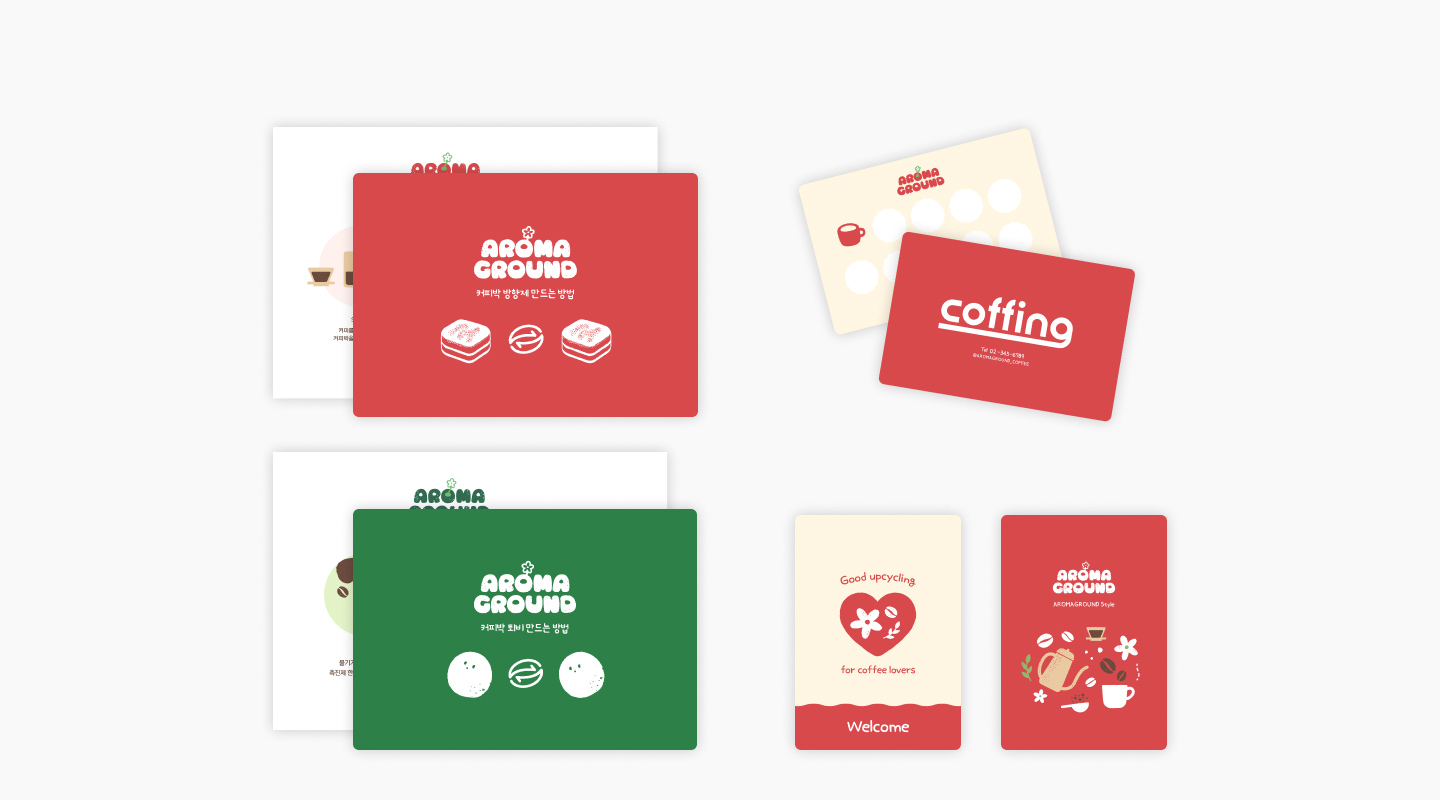 AROMA
AROMA
GROUND
커피박 방향제 만드는 방법
AROMA
GROUND
coffing
Tel 02-345-6789
@AROMAGROUND_COFFEE
AROMA
AROMA
GROUND
커피박 퇴비 만드는 방법
Good upcycling
for coffee lovers
Welcome
AROMA
GROUND
AROMAGROUND Style